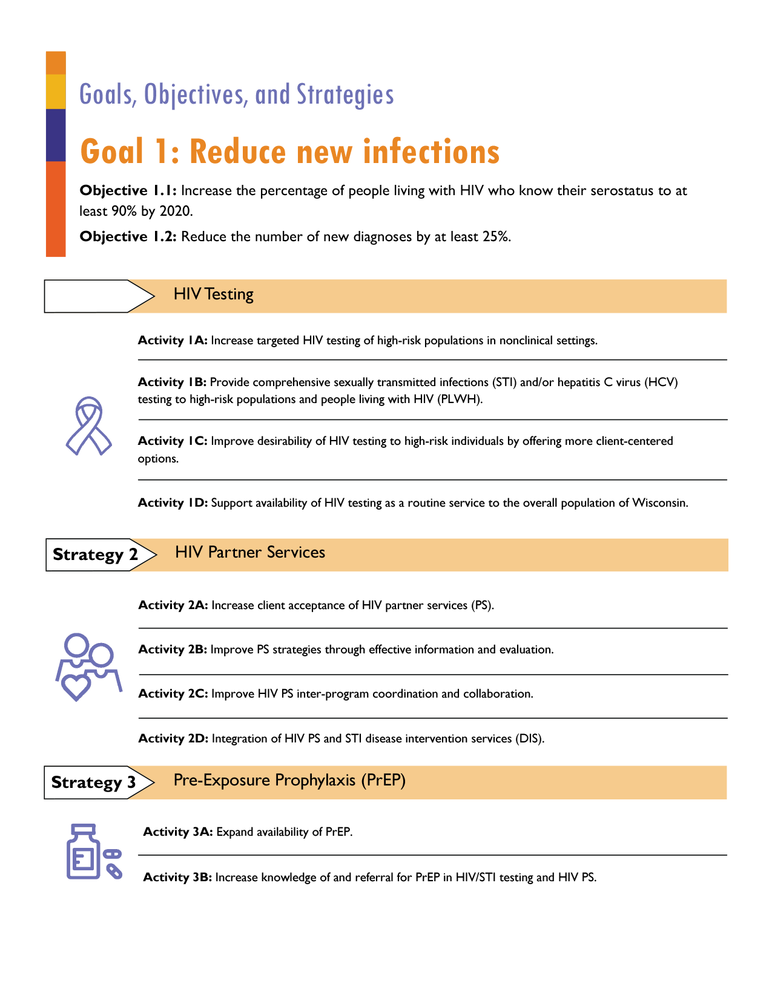 Goals, Objectives, and Strategies
Goal 1: Reduce new infections
Objective 1.1: Increase the percentage of people living with HIV who know their serostatus to at
least 90% by 2020.
Objective 1.2: Reduce the number of new diagnoses by at least 25%.
HIV Testing
Activity 1A: Increase targeted HIV testing of high-risk populations in nonclinical settings.
Activity 1B: Provide comprehensive sexually transmitted infections (STI) and/or hepatitis C virus (HCV)
testing to high-risk populations and people living with HIV (PLWH).
Activity 1C: Improve desirability of HIV testing to high-risk individuals by offering more client-centered
options.
Activity 1D: Support availability of HIV testing as a routine service to the overall population of Wisconsin.
Strategy 2 HIV Partner Services
Activity 2A: Increase client acceptance of HIV partner services (PS).
Activity 2B: Improve PS strategies through effective information and evaluation.
Activity 2C: Improve HIV PS inter-program coordination and collaboration.
Activity 2D: Integration of HIV PS and STI disease intervention services (DIS).
Strategy 3 Pre-Exposure Prophylaxis (PrEP)
Activity 3A: Expand availability of PrEP.
Activity 3B: Increase knowledge of and referral for PrEP in HIV/STI testing and HIV PS.